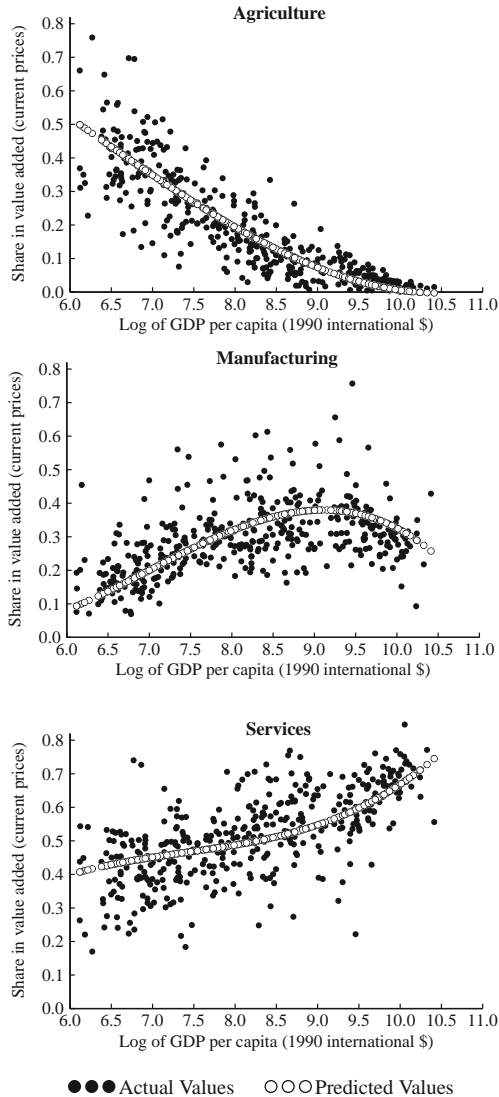 Agriculture
Share in value added (current prices)
0.8
0.7
0.6
0.5
0.4
0.3
0.2
0.1
0.0
6.0 6.5 7.0 7.5 8.0 8.5 9.0 9.5 10.0 10.5 11.0
Log of GDP per capita (1990 international $)
Manufacturing
Share in value added (current prices)
0.8
0.7
0.6
0.5
0.4
0.3
0.2
0.1
0.0
6.0 6.5 7.0 7.5 8.0 8.5 9.0 9.5 10.0 10.5 11.0
Log of GDP per capita (1990 international $)
Services
Share in value added (current prices)
0.8
0.7
0.6
0.5
0.4
0.3
0.2
0.1
0.0
6.0 6.5 7.0 7.5 8.0 8.5 9.0 9.5 10.0 10.5 11.0
Log of GDP per capita (1990 international $)
Actual Values Predicted Values